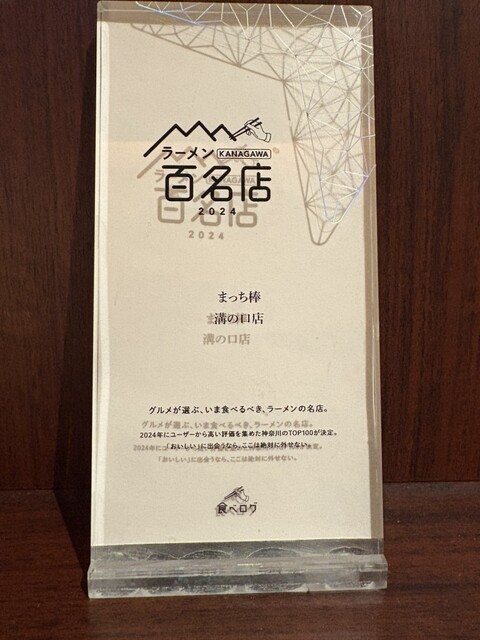 ラーメン KANAGAWA
百名店
2024
まっち棒
溝の口店
グルメが選ぶ、いま食べるべき、ラーメンの名店。
2024年にユーザーから高い評価を集めた神奈川のTOP100が決定。
「おいしい」に出会うなら、ここは絶対に外せない。
食べログ